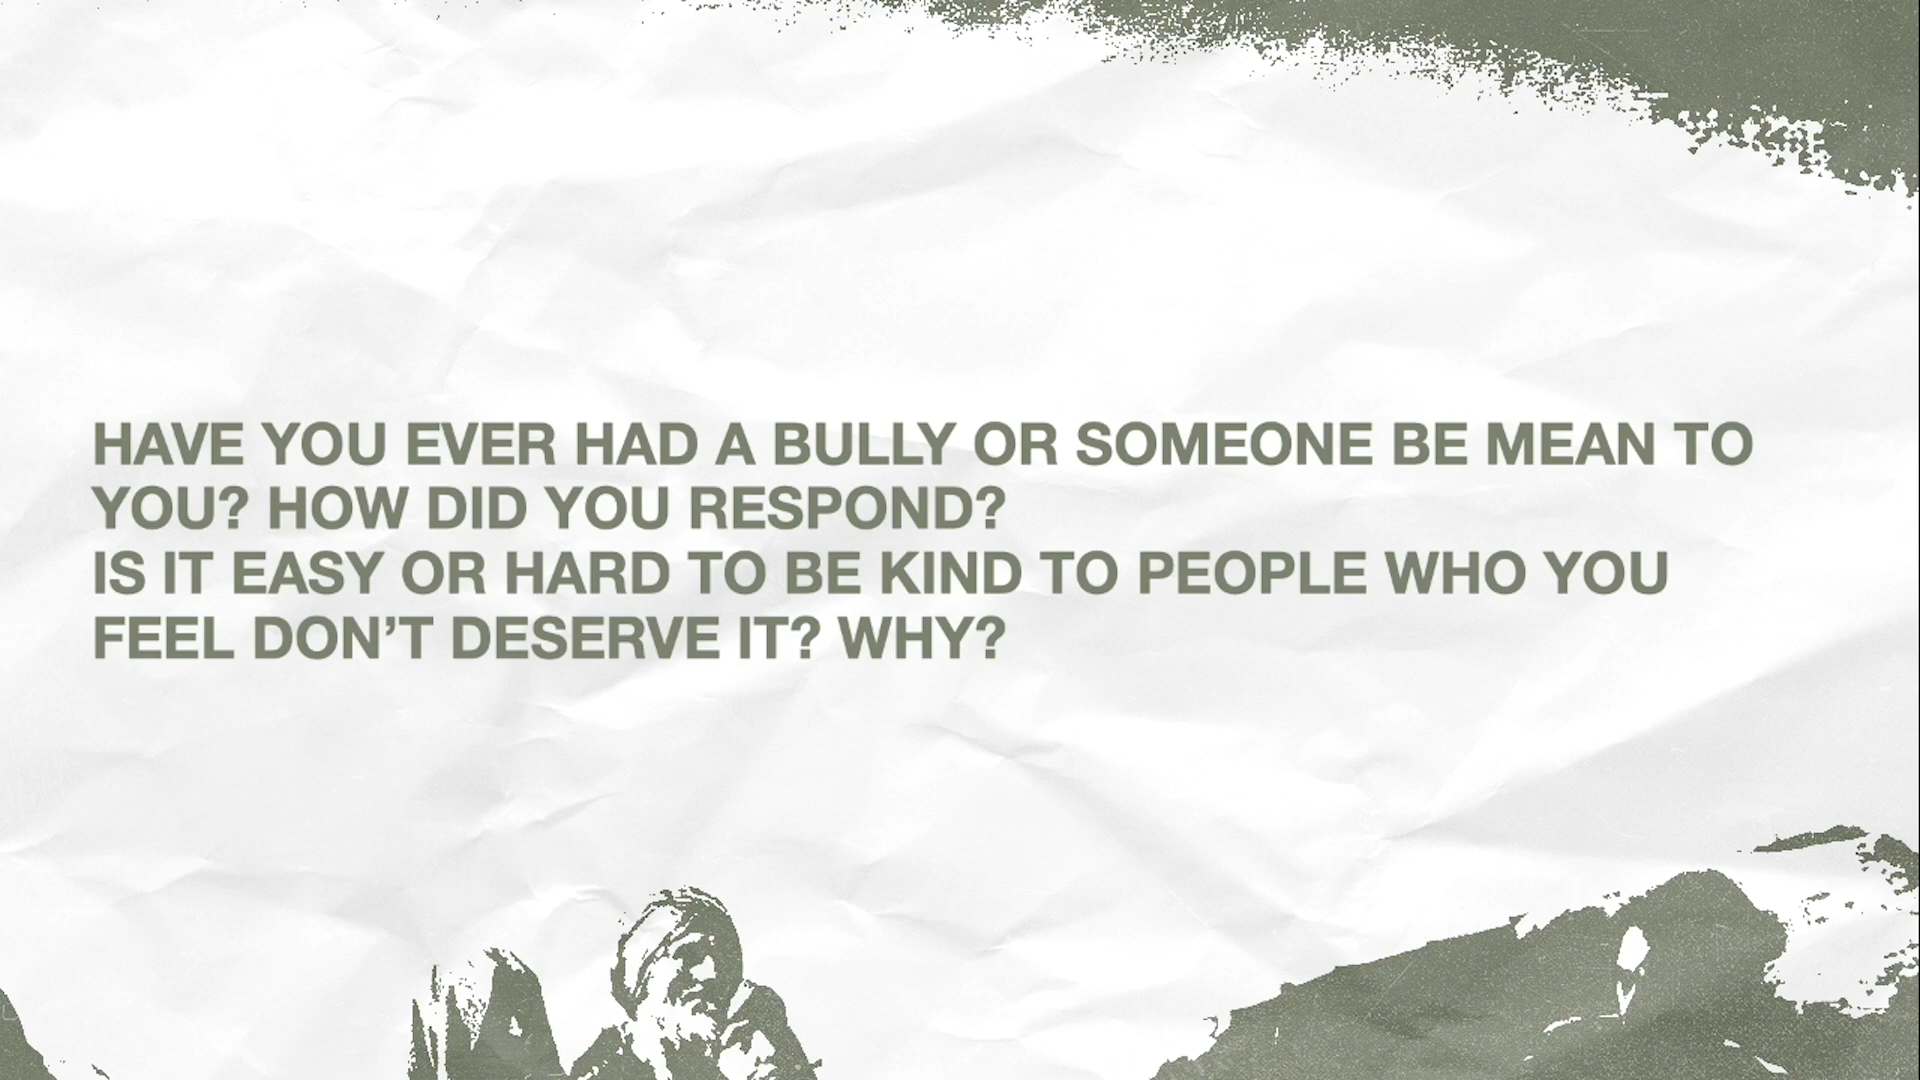 HAVE YOU EVER HAD A BULLY OR SOMEONE BE MEAN TO
YOU? HOW DID YOU RESPOND?
IS IT EASY OR HARD TO BE KIND TO PEOPLE WHO YOU
FEEL DON’T DESERVE IT? WHY?